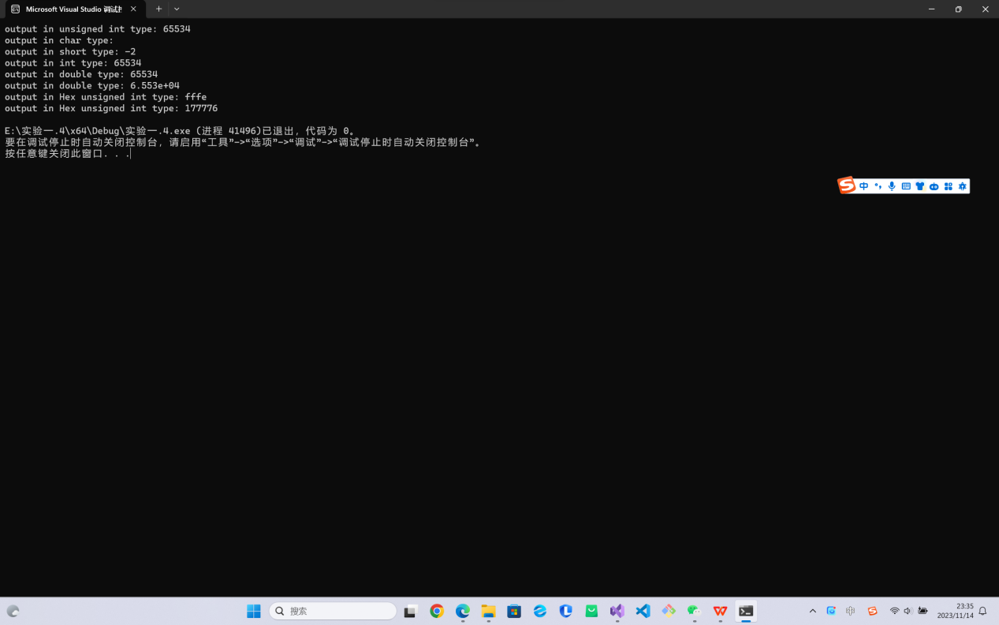 Microsoft Visual Studio 调试
output in unsigned int type: 65534
output in char type:
output in short type: -2
output in int type: 65534
output in double type: 65534
output in double type: 6.553e+04
output in Hex unsigned int type: fffe
output in Hex unsigned int type: 177776
E:\实验一.4\x64\Debug\实验一.4.exe (进程 41496)已退出，代码为 0。
要在调试停止时自动关闭控制台，请启用“工具”->“选项”->“调试”->“调试停止时自动关闭控制台”。
按任意键关闭此窗口. . .
中
搜索
中
23:35
2023/11/14